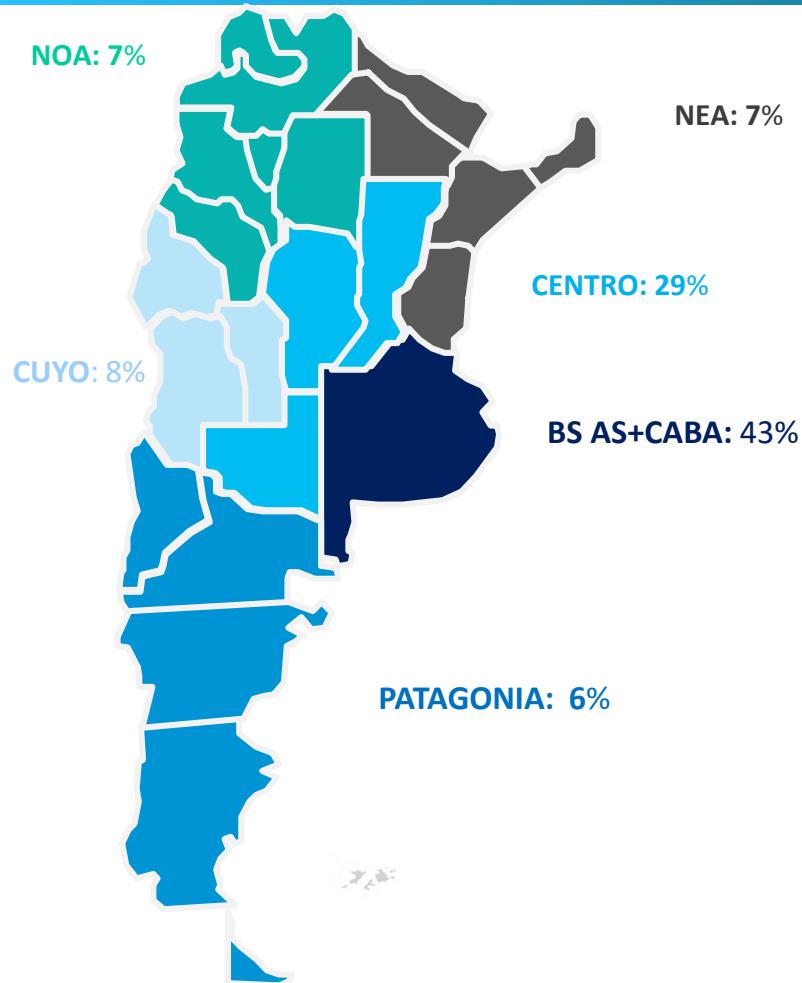 NOA: 7%
NEA: 7%
CENTRO: 29%
CUYO: 8%
BS AS+CABA: 43%
PATAGONIA: 6%